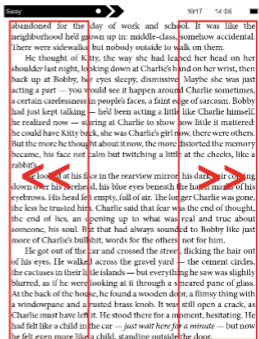 10/17 14:06
abandoned for the day of work and school. It was like the
neighborhood he'd grown up in: middle-class, somehow accidental.
There were sidewalks but nobody outside to walk on them.
He thought of Kitty, the way she had leaned her head on her
shoulder last night, looking down at Charlie's hand on her wrist, then
back up at Bobby, her eyes sleepy, dismissive. Maybe she was just
acting a part — you would see it happen around Charlie sometimes,
a certain carelessness in people's faces, a faint edge of sarcasm. Bobby
had just kept talking — he'd been acting a little like Charlie himself,
he realized now — staring at Charlie to show how little it mattered:
he could have Kitty back, she was Charlie's girl now, there were others.
But the more he thought about it now, the more distorted the memory
became, his face not calm but twitching a little at the cheeks, like a
rabbit's.
looked at his face in the rearview mirror, his dark hair
down over his forehead, his blue eyes beneath the marks of his
eyebrows. His head felt empty, full of air. The longer Charlie was gone,
the less he trusted him. Charlie said that fear was the end of thought,
the end of lies, an opening up to what was real and true about
someone, his soul. But that had always sounded to Bobby like just
more of Charlie's bullshit, words for the others not for him.
He got out of the car and crossed the street, flicking the hair out
of his eyes. He walked across the gravel yard — the cement circles,
the cactuses in their little islands — but everything he saw was slightly
blurred, as if he were looking at it through a smeared pane of glass.
At the back of the house, he found a wooden door, a flimsy thing with
a windowpane and a rusted brass knob. It was still open a crack, as
Charlie must have left it. He stood there for a moment, hesitating. He
had felt like a child in the car — just wait here for a minute — but now
he felt even more like a child, standing outside the door.